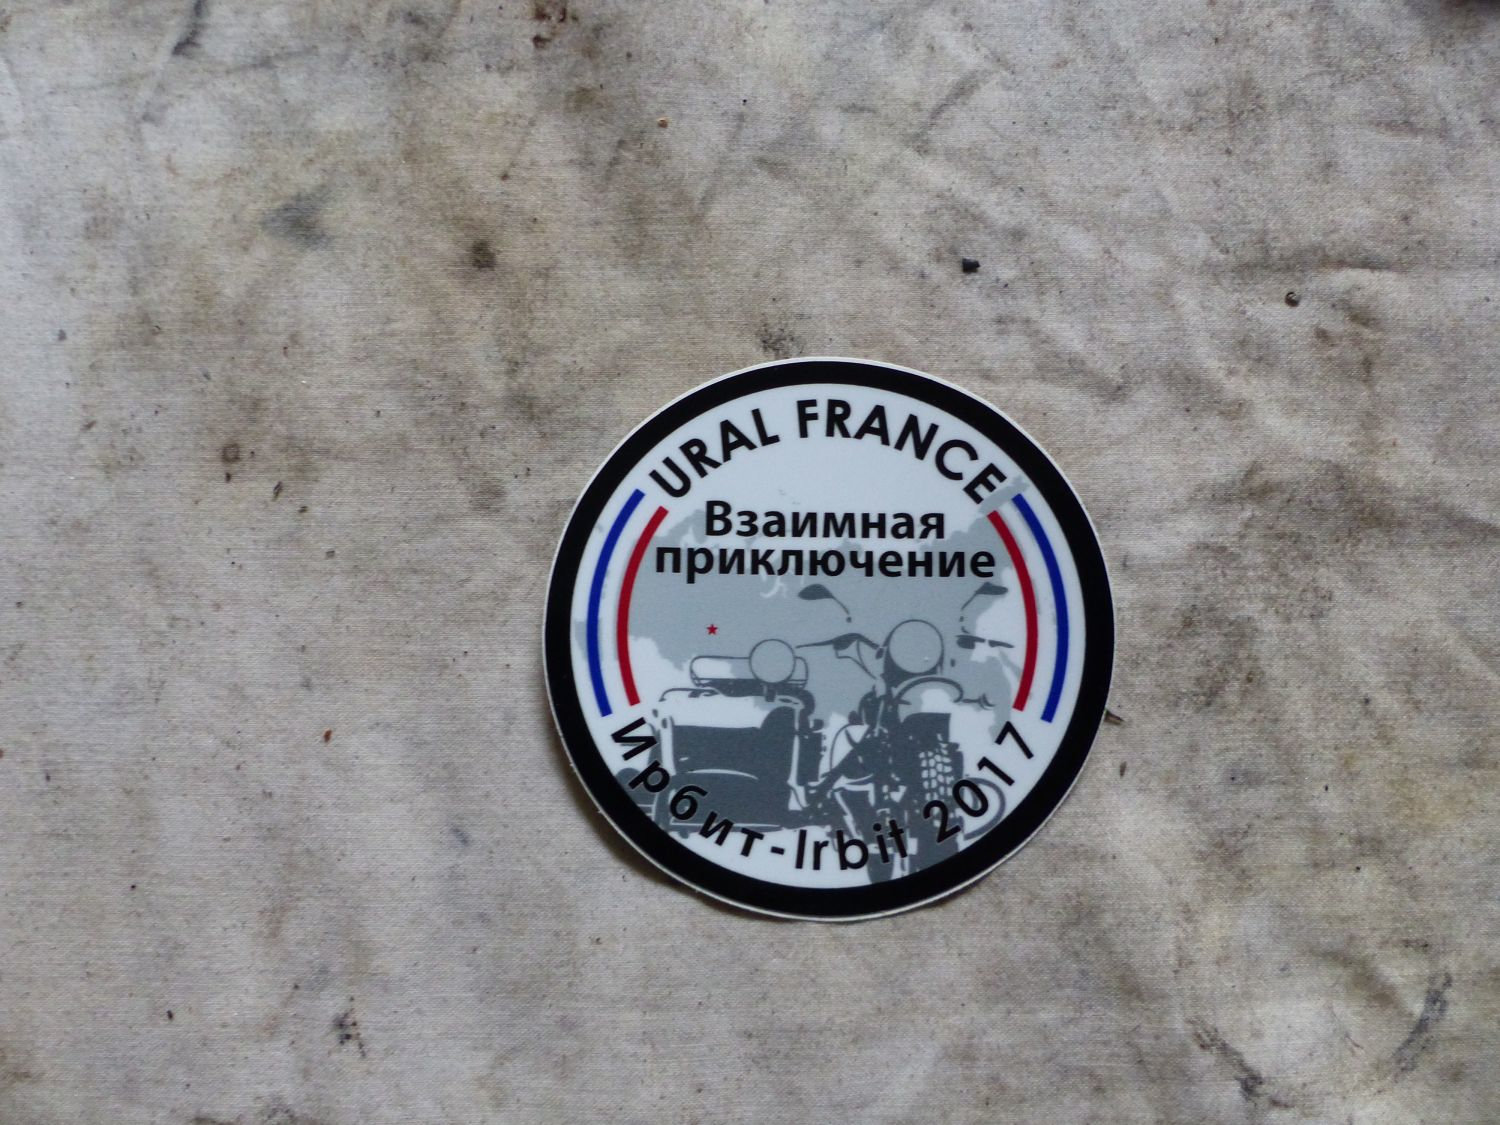 URAL FRANCE
Взаимная
приключение
Ирбит-Irbit 2017